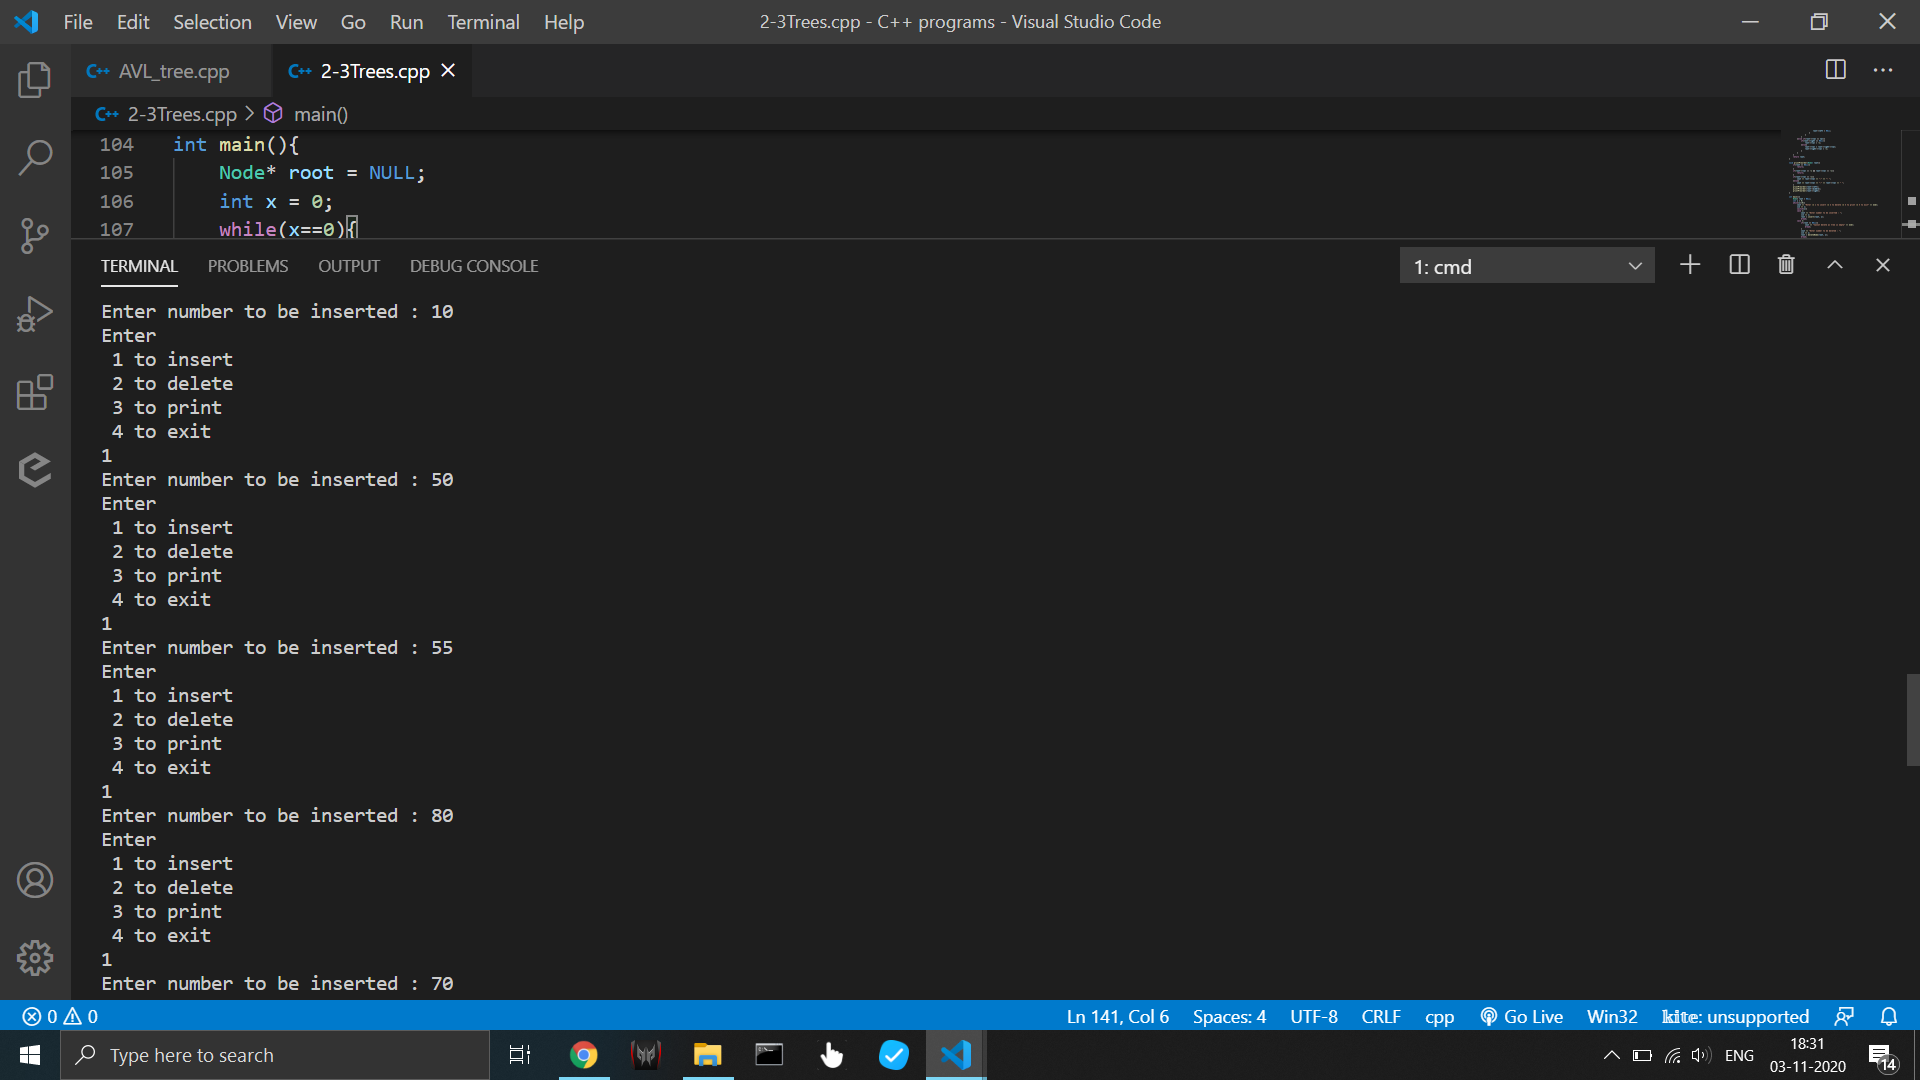 File Edit Selection View Go Run Terminal Help
2-3Trees.cpp - C++ programs - Visual Studio Code
C++ AVL_tree.cpp
C++ 2-3Trees.cpp
C++ 2-3Trees.cpp > main()
104 int main(){
105 Node* root = NULL;
106 int x = 0;
107 while(x==0){
TERMINAL PROBLEMS OUTPUT DEBUG CONSOLE
1: cmd
Enter number to be inserted : 10
Enter
1 to insert
2 to delete
3 to print
4 to exit
1
Enter number to be inserted : 50
Enter
1 to insert
2 to delete
3 to print
4 to exit
1
Enter number to be inserted : 55
Enter
1 to insert
2 to delete
3 to print
4 to exit
1
Enter number to be inserted : 80
Enter
1 to insert
2 to delete
3 to print
4 to exit
1
Enter number to be inserted : 70
0 0
Ln 141, Col 6 Spaces: 4 UTF-8 CRLF cpp Go Live Win32 kite: unsupported
Type here to search
ENG
18:31
03-11-2020
14